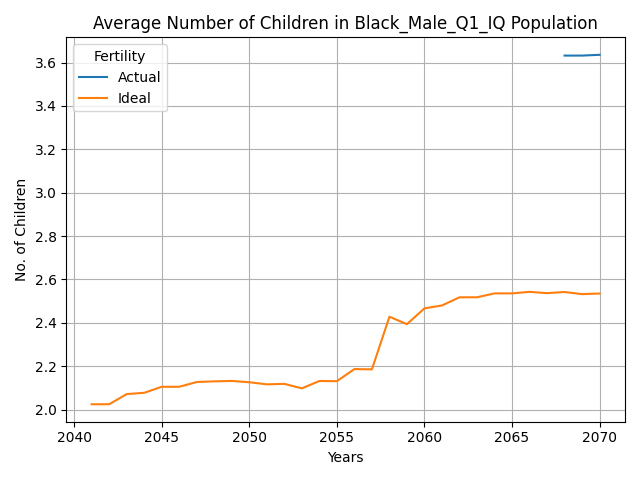 Average Number of Children in Black_Male_Q1_IQ Population
Fertility
Actual
Ideal
No. of Children
3.6
3.4
3.2
3.0
2.8
2.6
2.4
2.2
2.0
2040 2045 2050 2055 2060 2065 2070
Years